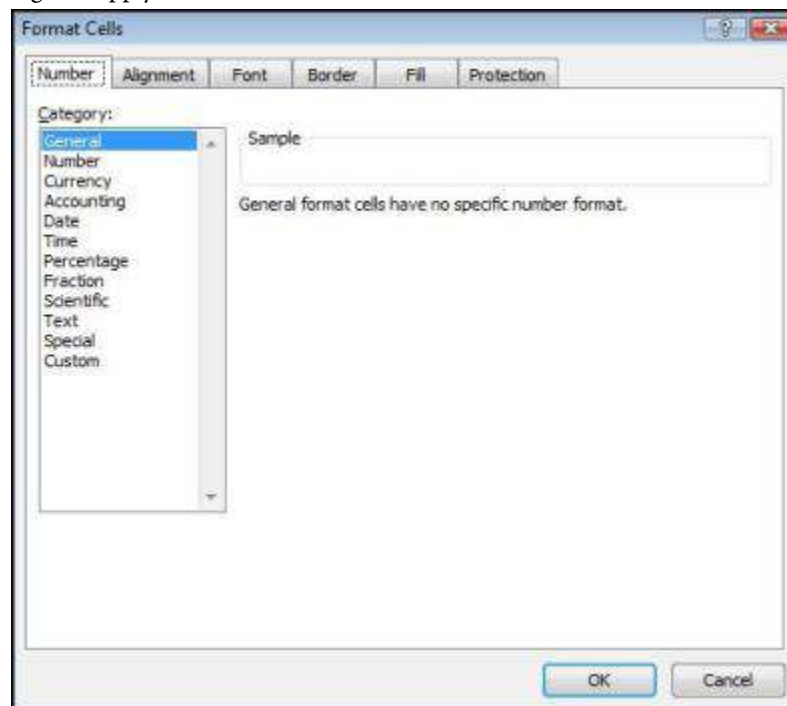 Format Cells
Number Alignment Font Border Fill Protection
Category:
General
Number
Currency
Accounting
Date
Time
Percentage
Fraction
Scientific
Text
Special
Custom
Sample
General format cells have no specific number format.
OK Cancel